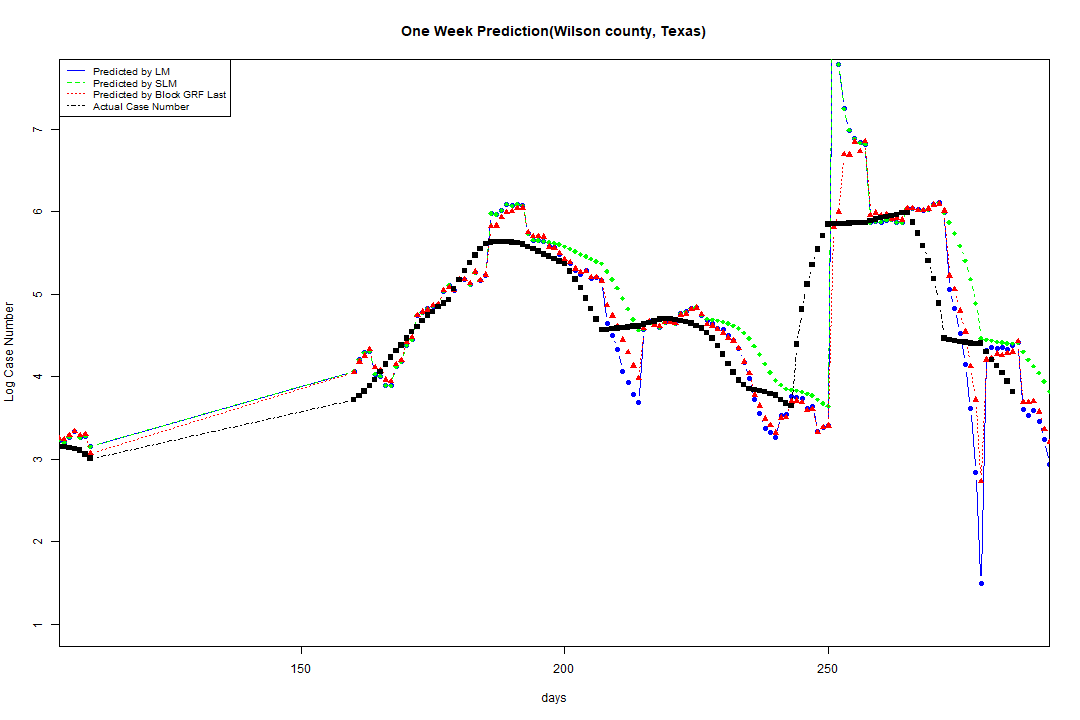 One Week Prediction(Wilson county, Texas)
Predicted by LM
Predicted by SLM
Predicted by Block GRF Last
Actual Case Number
7
6
5
4
3
2
1
Log Case Number
150 200 250
days